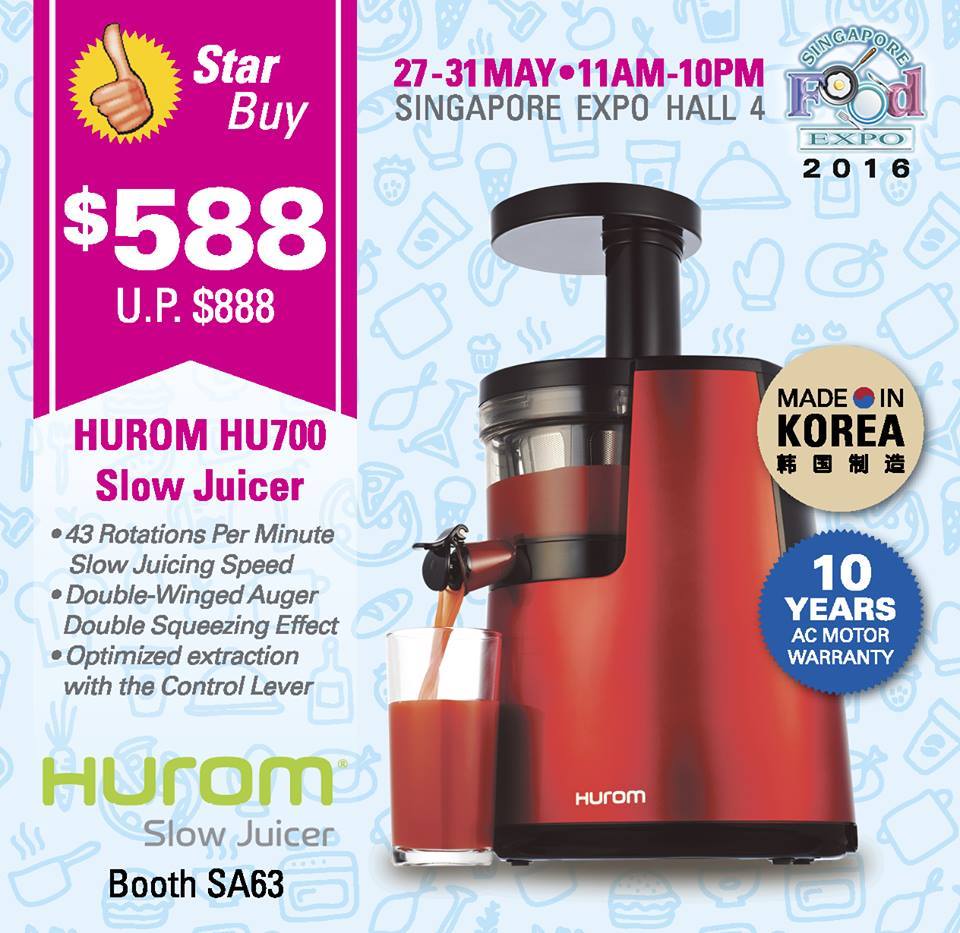 Star
Buy
$588
U.P. $888
27-31 MAY•11AM-10PM
SINGAPORE EXPO HALL 4
SINGAPORE
Food
EXPO
2016
HUROM HU700
Slow Juicer
•43 Rotations Per Minute
Slow Juicing Speed
•Double-Winged Auger
Double Squeezing Effect
•Optimized extraction
with the Control Lever
MADE IN
KOREA
韩国制造
10
YEARS
AC MOTOR
WARRANTY
Hurom®
Slow Juicer
Booth SA63
Hurom